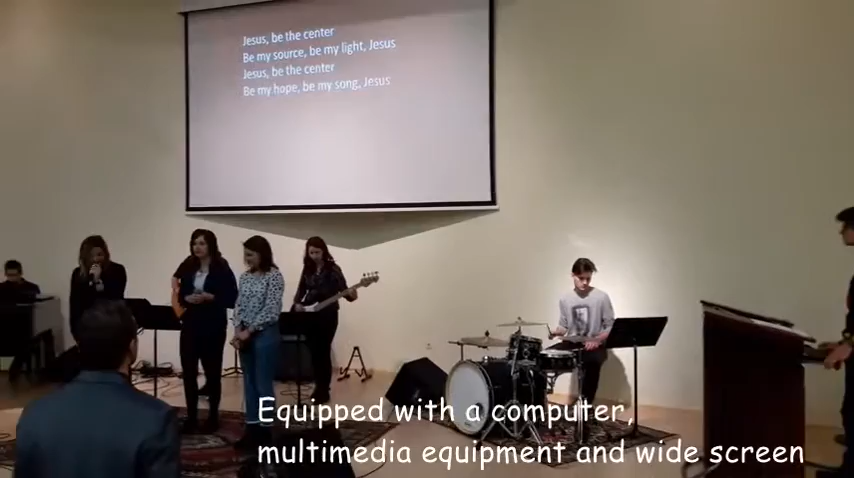 Jesus, be the center
Be my source, be my light, Jesus
Jesus, be the center
Be my hope, be my song, Jesus
Equipped with a computer,
multimedia equipment and wide screen